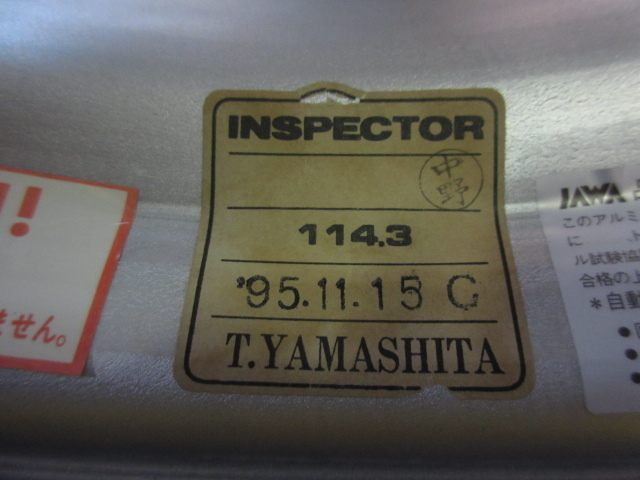 !!
ません。
INSPECTOR
中野
114.3
'95.11.15 G
T.YAMASHITA
JAWA
このアルミ
に
ル試験協
合格の上
*自動